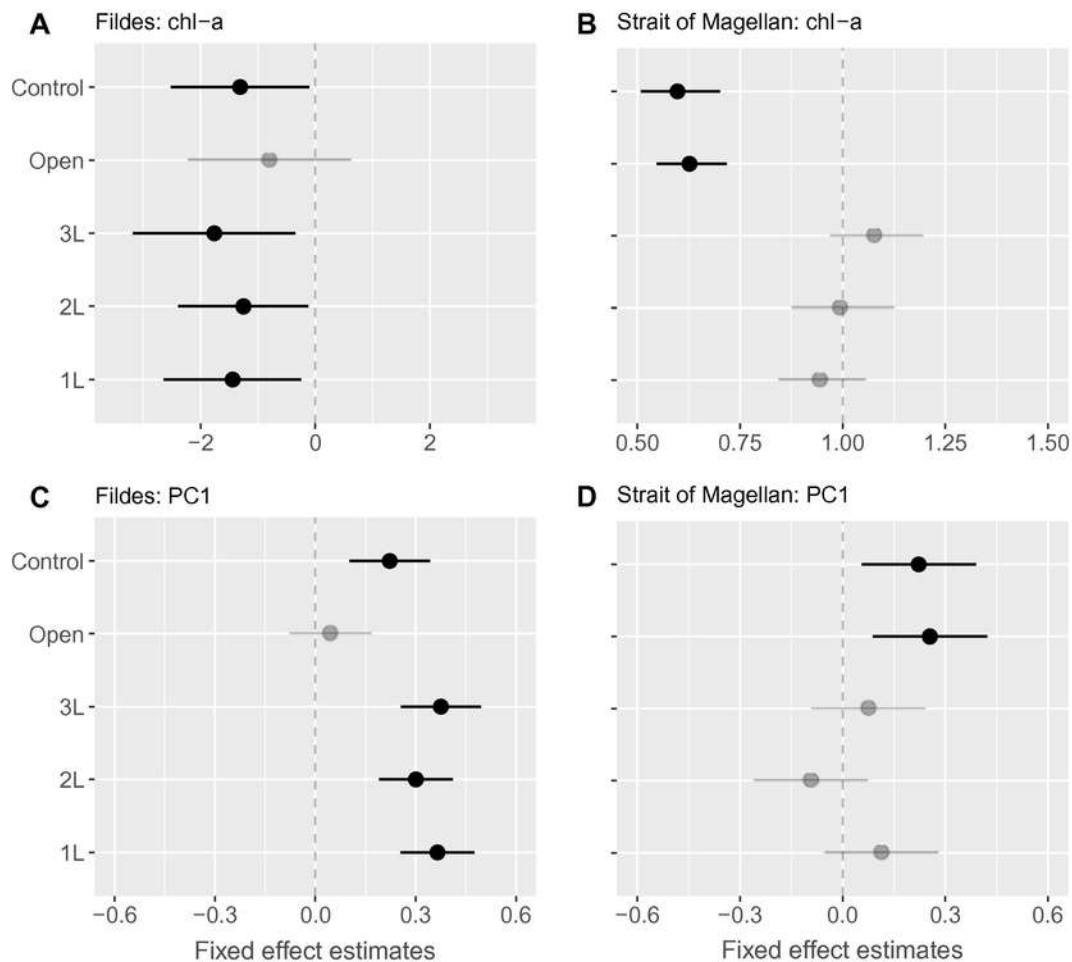 A Fildes: chl−a
B Strait of Magellan: chl−a
Control
Open
3L
2L
1L
−2 0 2
0.50 0.75 1.00 1.25 1.50
C Fildes: PC1
D Strait of Magellan: PC1
Control
Open
3L
2L
1L
−0.6 −0.3 0.0 0.3 0.6
−0.6 −0.3 0.0 0.3 0.6
Fixed effect estimates
Fixed effect estimates